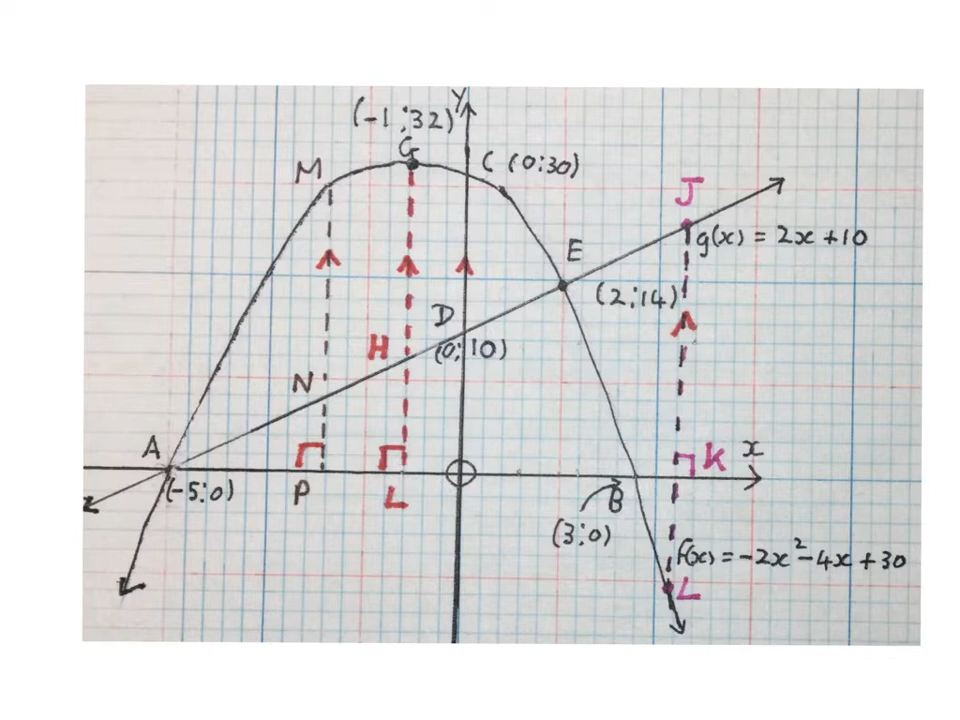 Y
(-1;32)
G
C (0;30)
M
J
g(x) = 2x+10
E
(2;14)
D
H
(0;10)
N
A
K
x
(-5;0)
P
L
B
(3;0)
f(x) = -2x²-4x+30
L